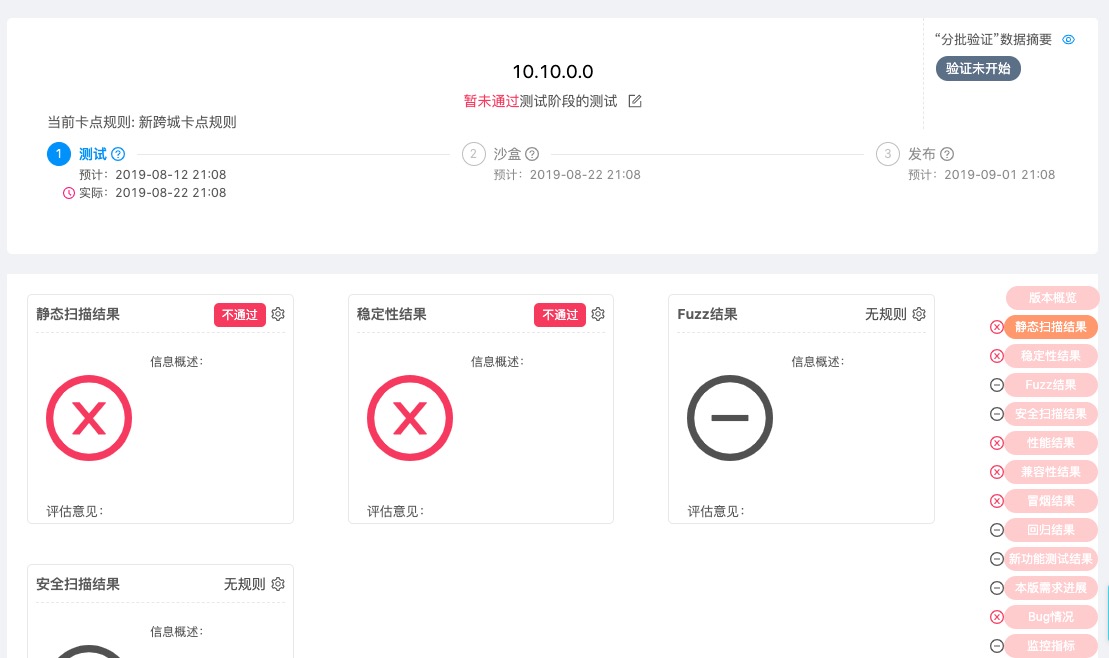 “分批验证”数据摘要
验证未开始
10.10.0.0
暂未通过测试阶段的测试
当前卡点规则: 新跨城卡点规则
1 测试
预计：2019-08-12 21:08
实际：2019-08-22 21:08
2 沙盒
预计：2019-08-22 21:08
3 发布
预计：2019-09-01 21:08
静态扫描结果 不通过
信息概述:
评估意见:
稳定性结果 不通过
信息概述:
评估意见:
Fuzz结果 无规则
信息概述:
评估意见:
安全扫描结果 无规则
信息概述:
版本概览
静态扫描结果
稳定性结果
Fuzz结果
安全扫描结果
性能结果
兼容性结果
冒烟结果
回归结果
新功能测试结果
本版需求进展
Bug情况
监控指标